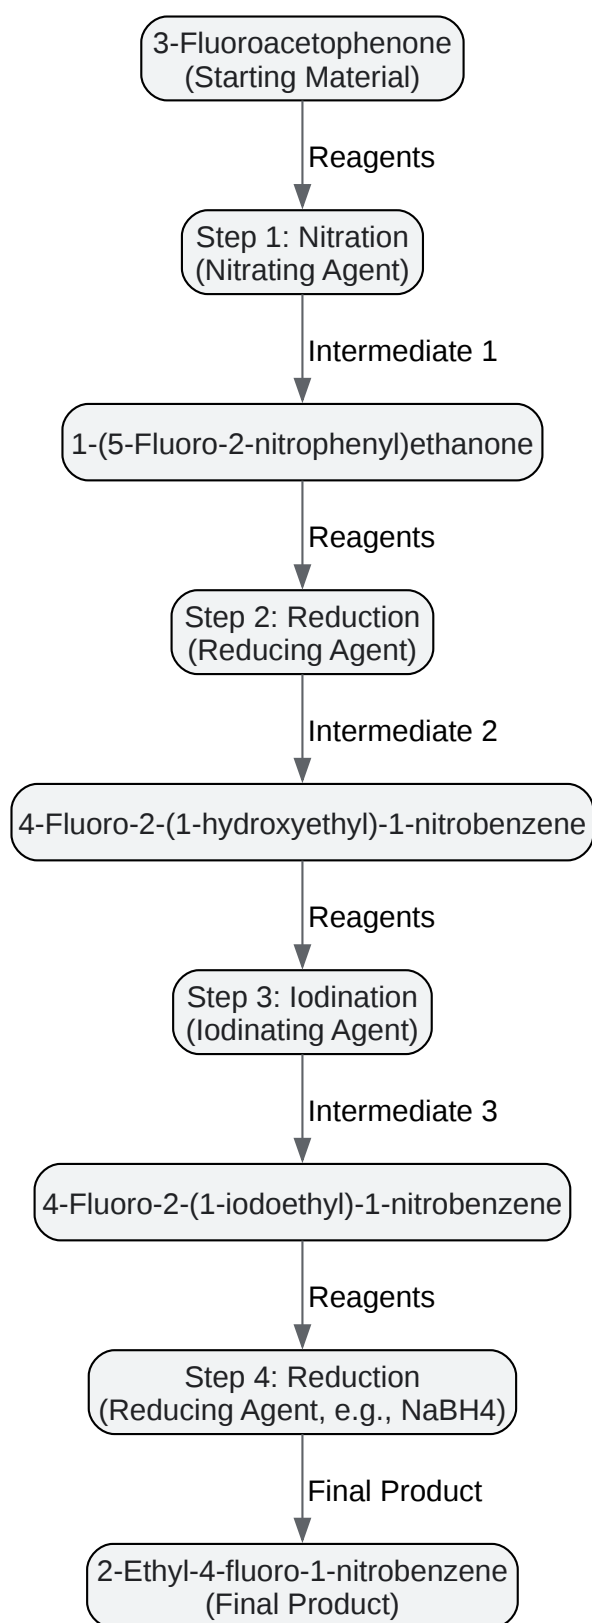 3-Fluoroacetophenone
(Starting Material)
Reagents
Step 1: Nitration
(Nitrating Agent)
Intermediate 1
1-(5-Fluoro-2-nitrophenyl)ethanone
Reagents
Step 2: Reduction
(Reducing Agent)
Intermediate 2
4-Fluoro-2-(1-hydroxyethyl)-1-nitrobenzene
Reagents
Step 3: Iodination
(Iodinating Agent)
Intermediate 3
4-Fluoro-2-(1-iodoethyl)-1-nitrobenzene
Reagents
Step 4: Reduction
(Reducing Agent, e.g., NaBH4)
Final Product
2-Ethyl-4-fluoro-1-nitrobenzene
(Final Product)